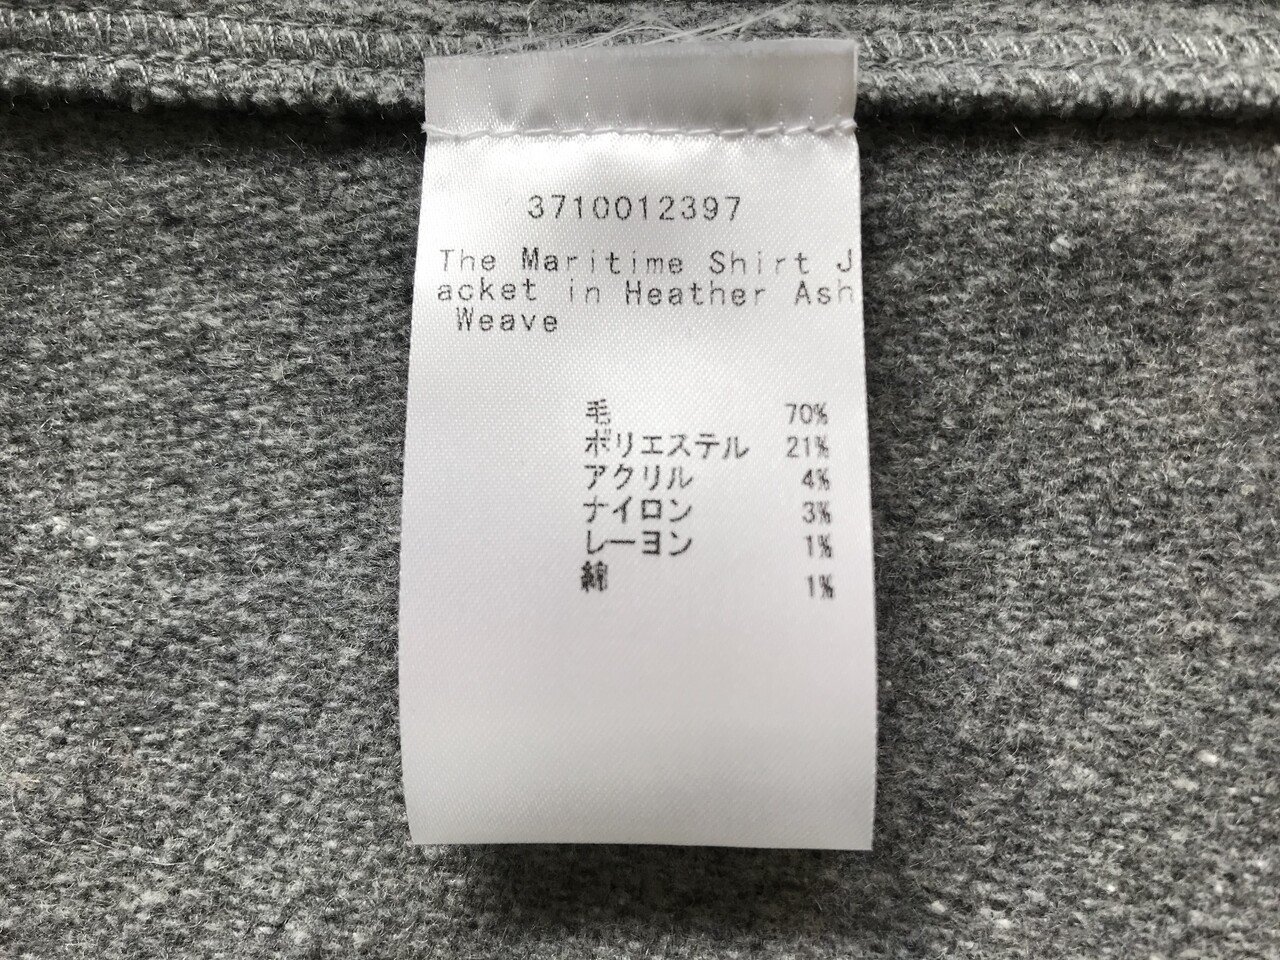 3710012397
The Maritime Shirt J
acket in Heather Ash
Weave
毛 70%
ポリエステル 21%
アクリル 4%
ナイロン 3%
レーヨン 1%
綿 1%